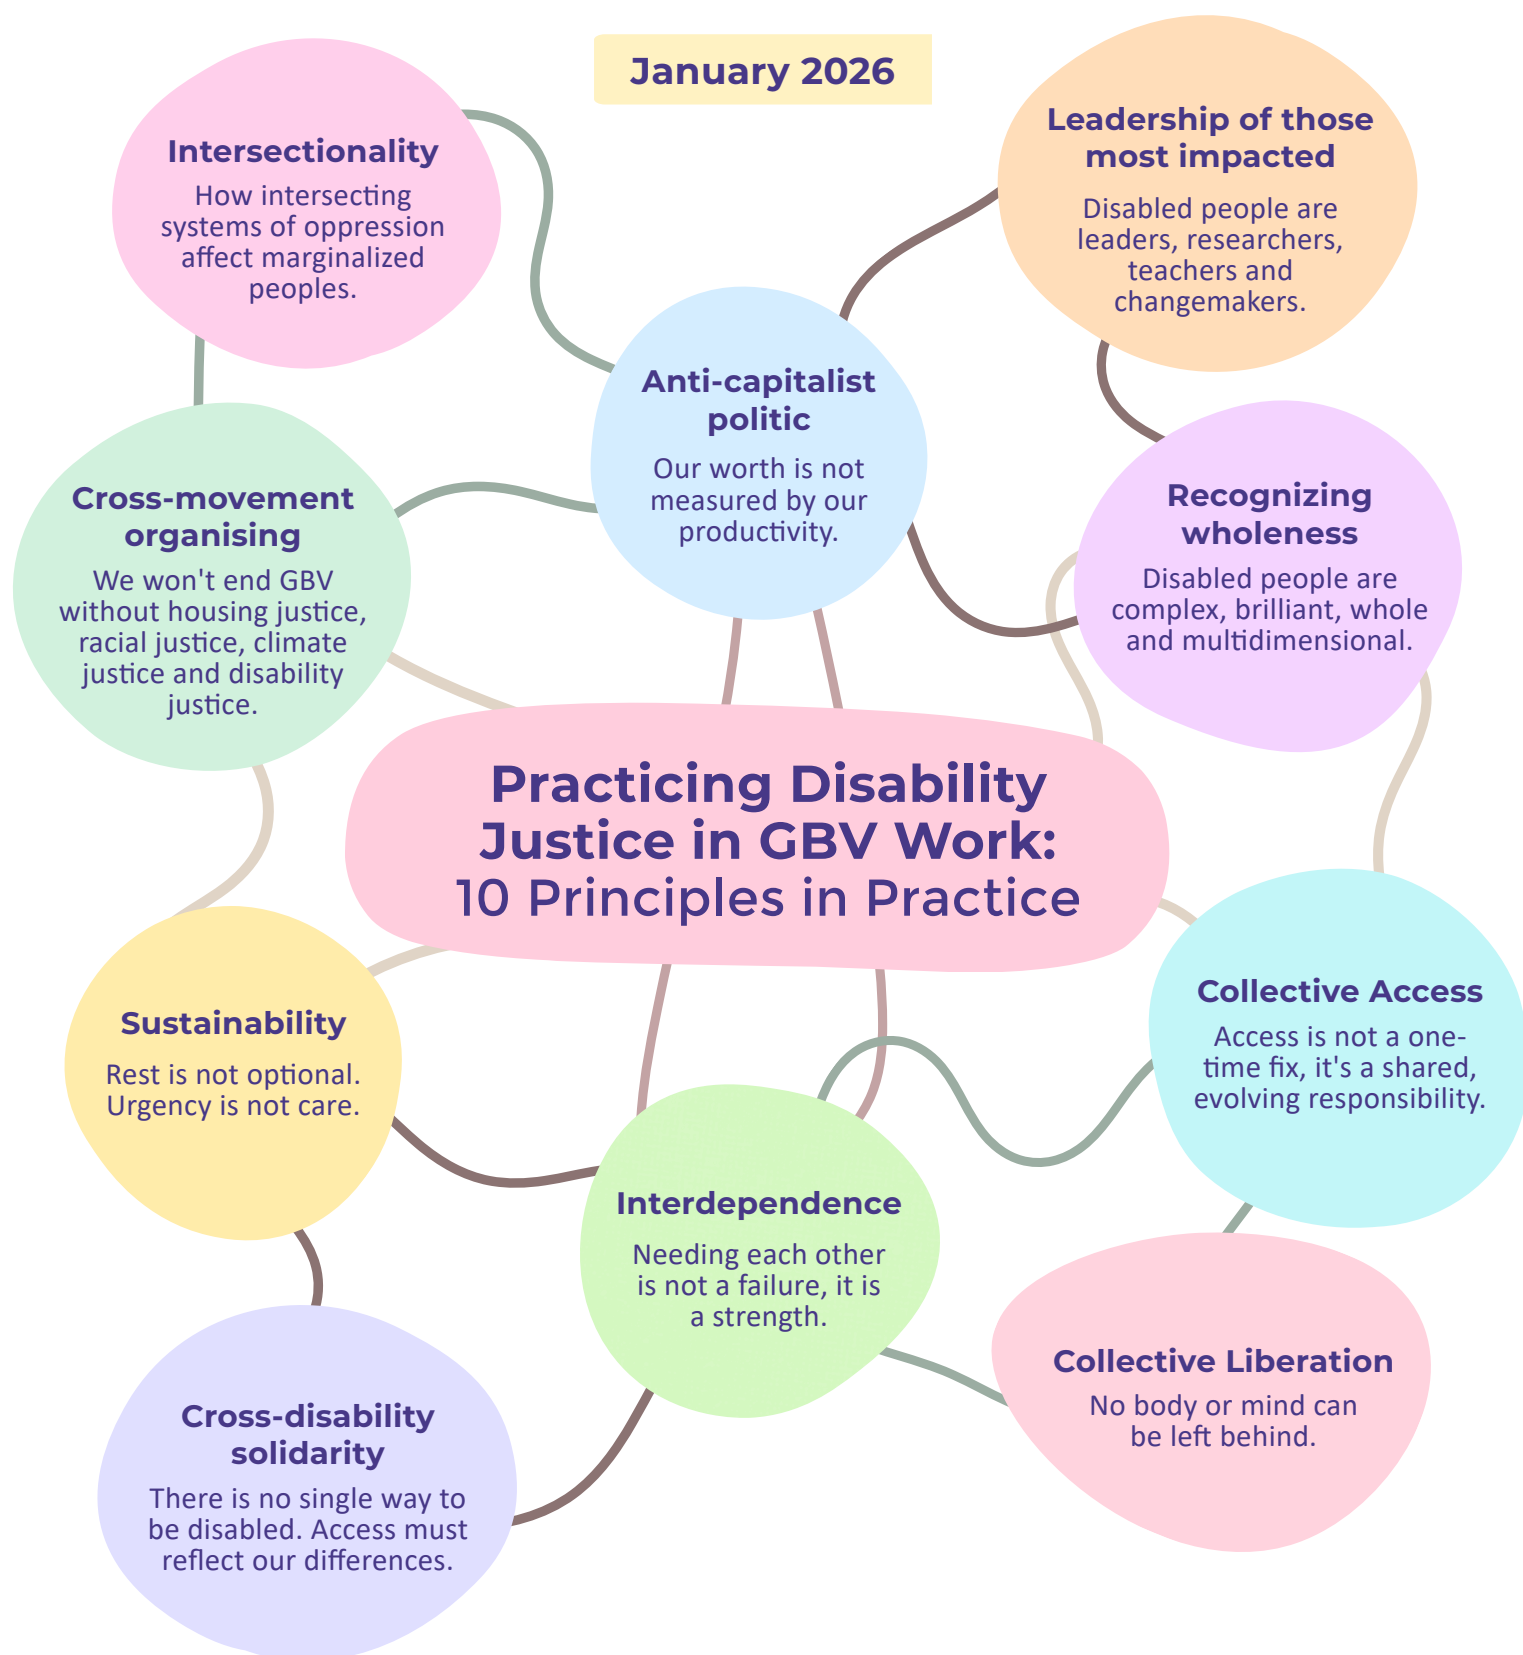 January 2026
Intersectionality
How intersecting
systems of oppression
affect marginalized
peoples.
Leadership of those
most impacted
Disabled people are
leaders, researchers,
teachers and
changemakers.
Anti-capitalist
politic
Our worth is not
measured by our
productivity.
Cross-movement
organising
We won't end GBV
without housing justice,
racial justice, climate
justice and disability
justice.
Recognizing
wholeness
Disabled people are
complex, brilliant, whole
and multidimensional.
Practicing Disability
Justice in GBV Work:
10 Principles in Practice
Sustainability
Rest is not optional.
Urgency is not care.
Collective Access
Access is not a one-
time fix, it's a shared,
evolving responsibility.
Interdependence
Needing each other
is not a failure, it is
a strength.
Collective Liberation
No body or mind can
be left behind.
Cross-disability
solidarity
There is no single way to
be disabled. Access must
reflect our differences.